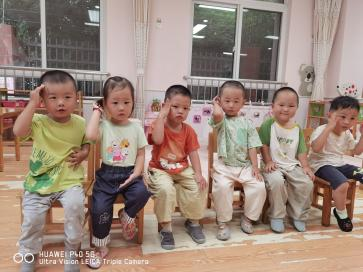 HUAWEI P40 5G
Ultra Vision LEICA Triple Camera